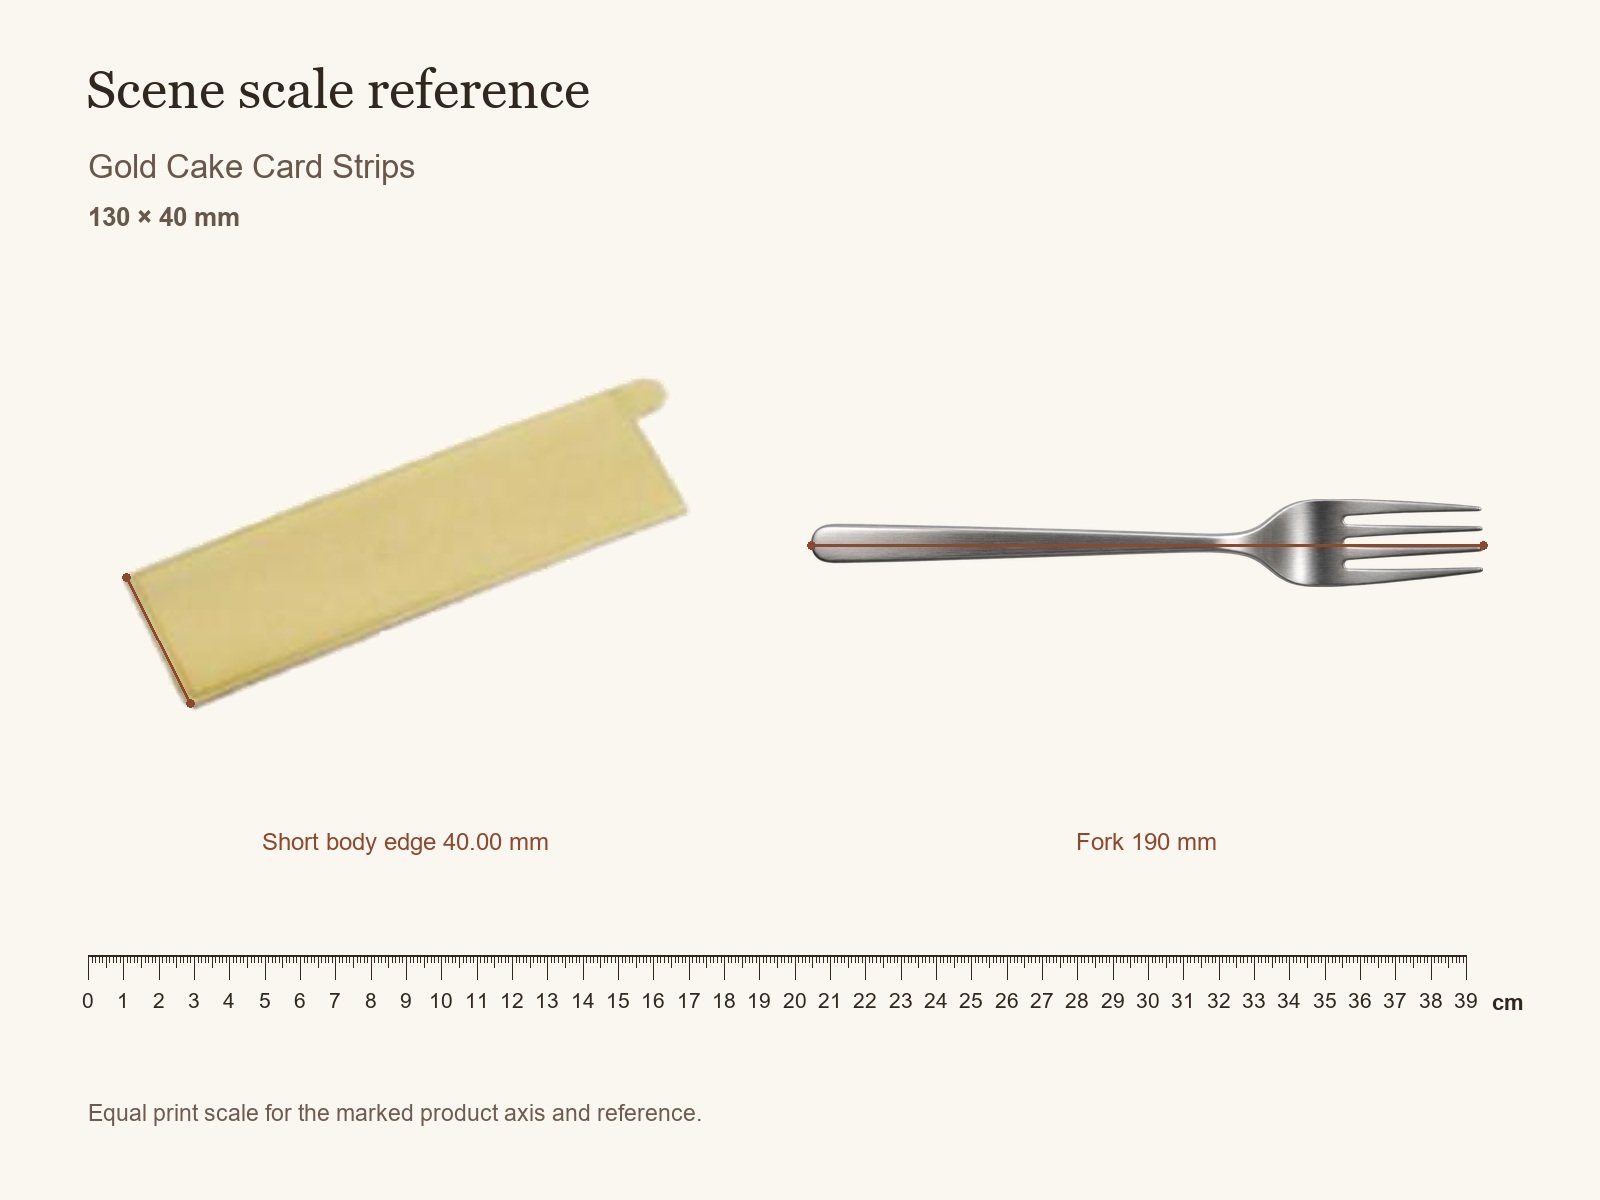 Scene scale reference
Gold Cake Card Strips
130 × 40 mm
Short body edge 40.00 mm
Fork 190 mm
0 1 2 3 4 5 6 7 8 9 10 11 12 13 14 15 16 17 18 19 20 21 22 23 24 25 26 27 28 29 30 31 32 33 34 35 36 37 38 39 cm
Equal print scale for the marked product axis and reference.